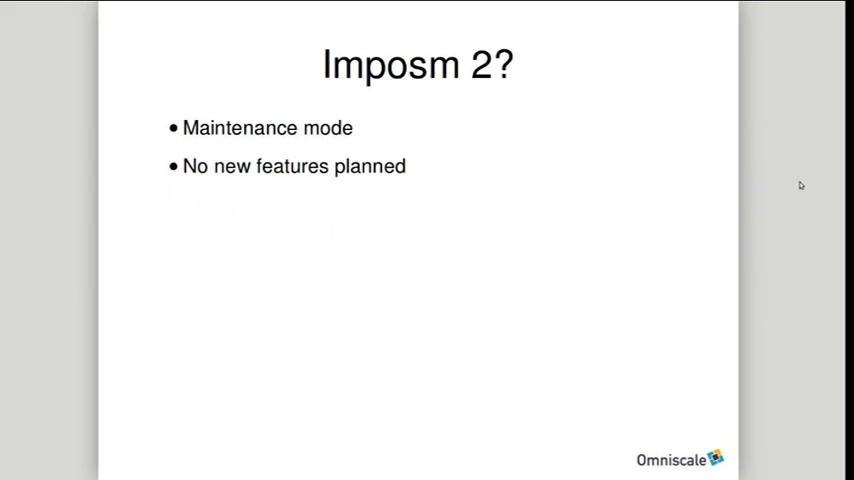 Imposm 2?
• Maintenance mode
• No new features planned
Omniscale